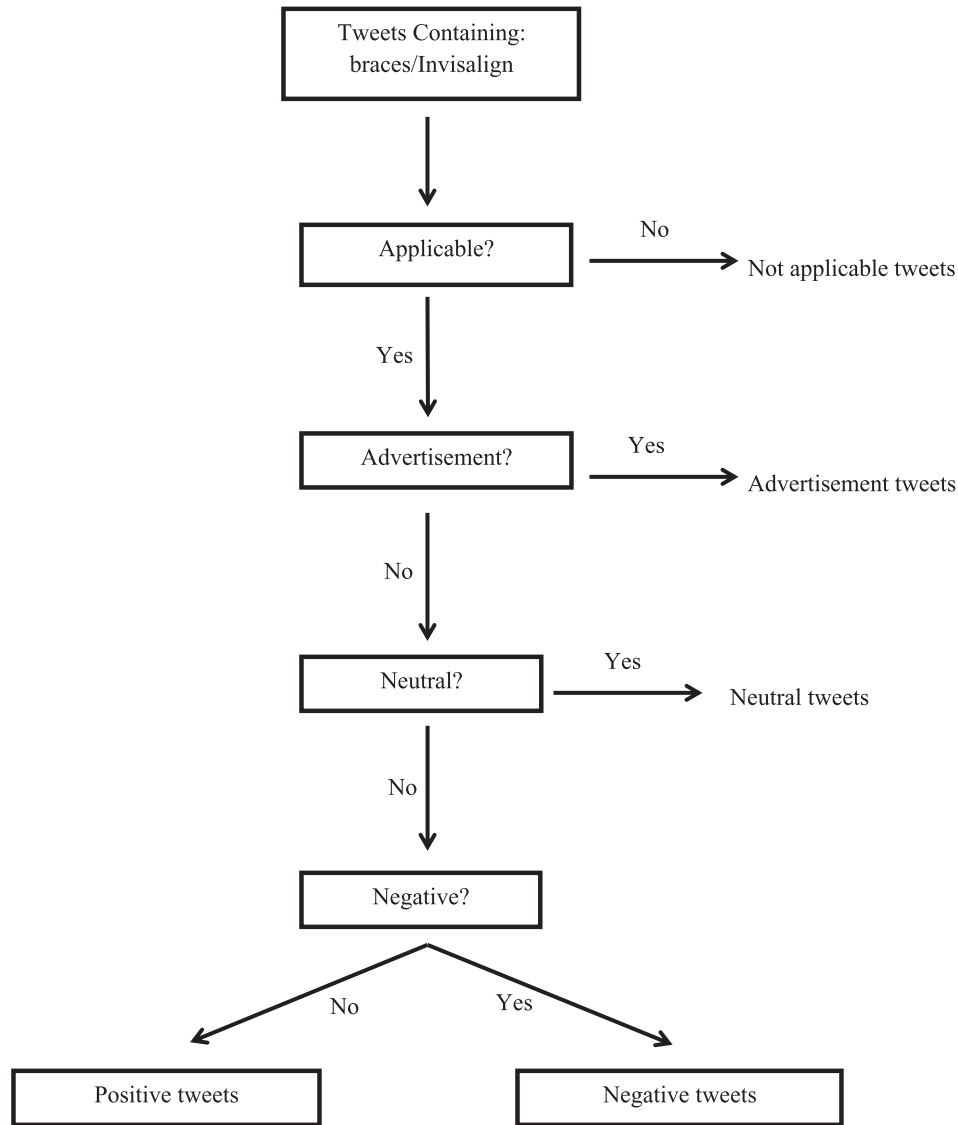 Tweets Containing:
braces/Invisalign
Applicable?
No
Not applicable tweets
Yes
Advertisement?
Yes
Advertisement tweets
No
Neutral?
Yes
Neutral tweets
No
Negative?
No
Yes
Positive tweets
Negative tweets